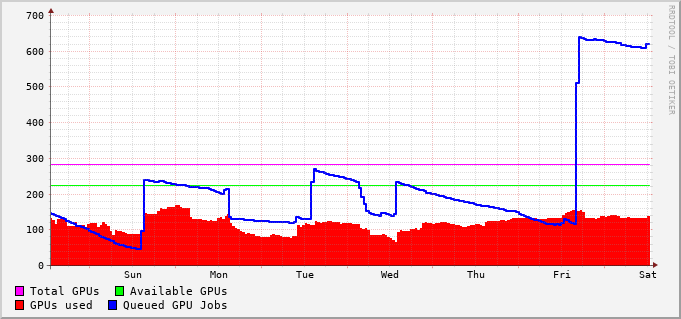 700
600
500
400
300
200
100
0
Sun Mon Tue Wed Thu Fri Sat
RRDTOOL / TOBI OETIKER
Total GPUs Available GPUs
GPUs used Queued GPU Jobs